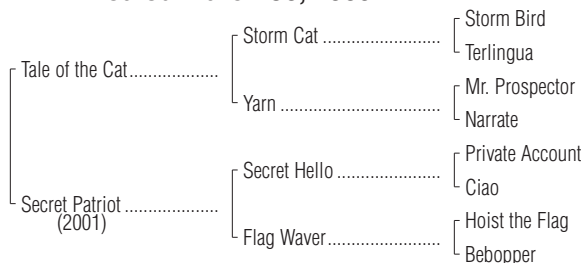 Storm Bird
Storm Cat
Terlingua
Tale of the Cat
Mr. Prospector
Yarn
Narrate
Private Account
Secret Hello
Ciao
Secret Patriot
(2001)
Hoist the Flag
Flag Waver
Bebopper